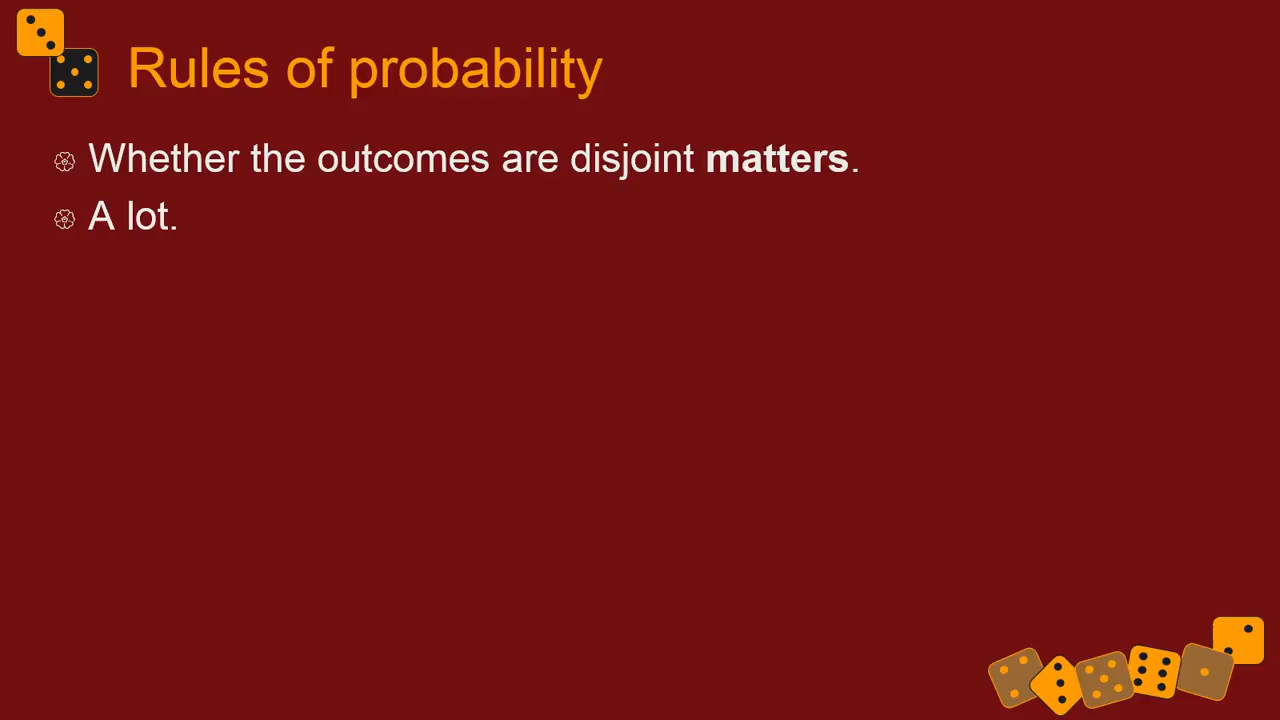 Rules of probability
Whether the outcomes are disjoint matters.
A lot.